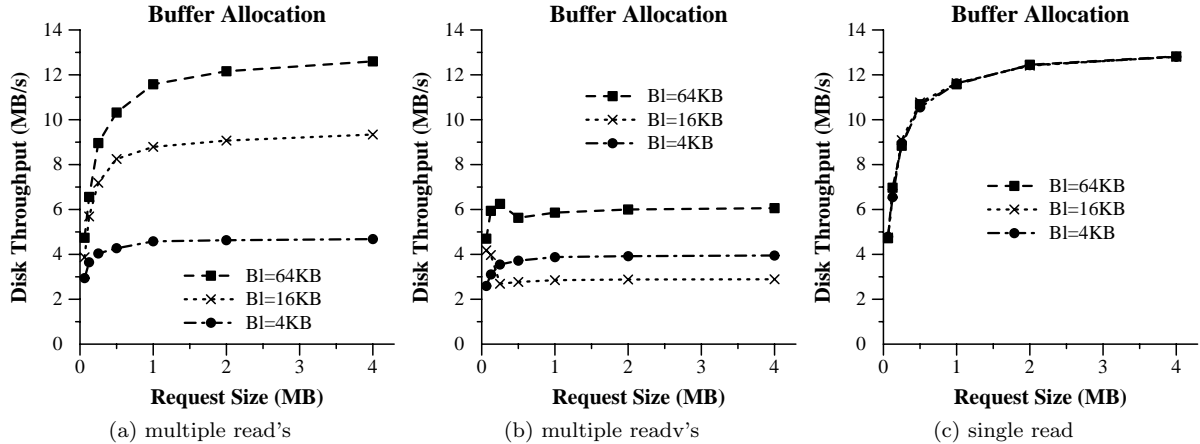 Buffer Allocation
Disk Throughput (MB/s)
14
12
10
8
6
4
2
0
Bl=64KB
Bl=16KB
Bl=4KB
0 1 2 3 4
Request Size (MB)
(a) multiple read's
Buffer Allocation
Disk Throughput (MB/s)
14
12
10
8
6
4
2
0
Bl=64KB
Bl=16KB
Bl=4KB
0 1 2 3 4
Request Size (MB)
(b) multiple readv's
Buffer Allocation
Disk Throughput (MB/s)
14
12
10
8
6
4
2
0
Bl=64KB
Bl=16KB
Bl=4KB
0 1 2 3 4
Request Size (MB)
(c) single read